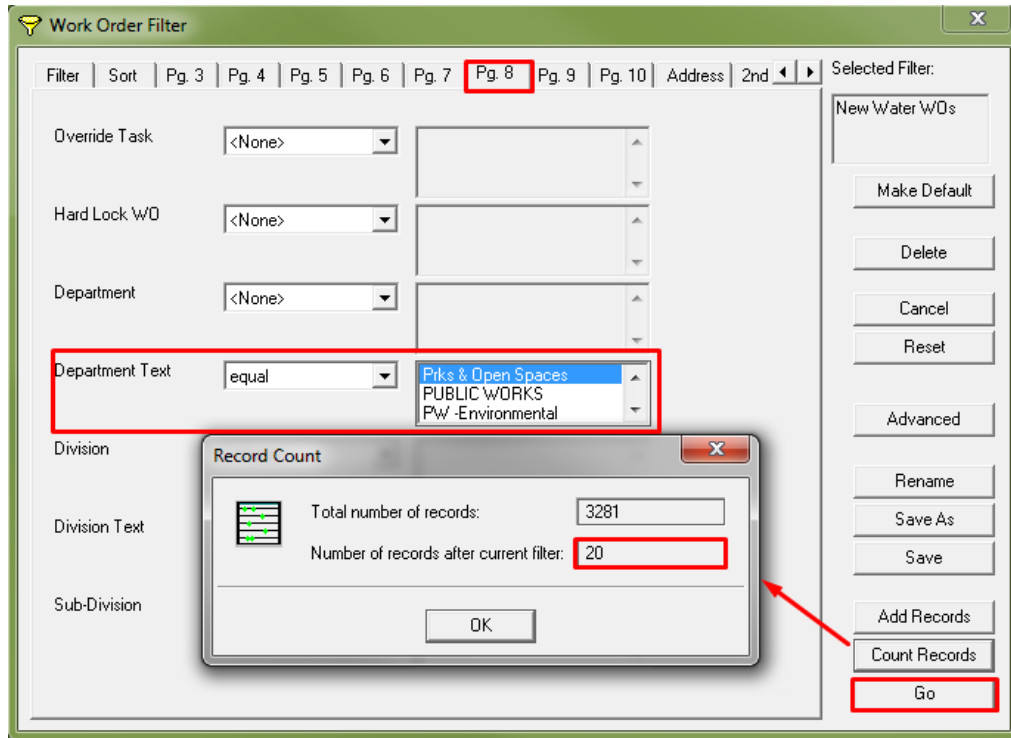 Work Order Filter
Filter Sort Pg. 3 Pg. 4 Pg. 5 Pg. 6 Pg. 7 Pg. 8 Pg. 9 Pg. 10 Address 2nd
Selected Filter:
New Water WOs
Override Task <None>
Make Default
Hard Lock WO <None>
Delete
Department <None>
Cancel
Reset
Department Text equal Prks & Open Spaces
PUBLIC WORKS
PW -Environmental
Advanced
Division
Record Count
Rename
Total number of records: 3281
Save As
Division Text
Number of records after current filter: 20
Save
Sub-Division
Add Records
OK
Count Records
Go